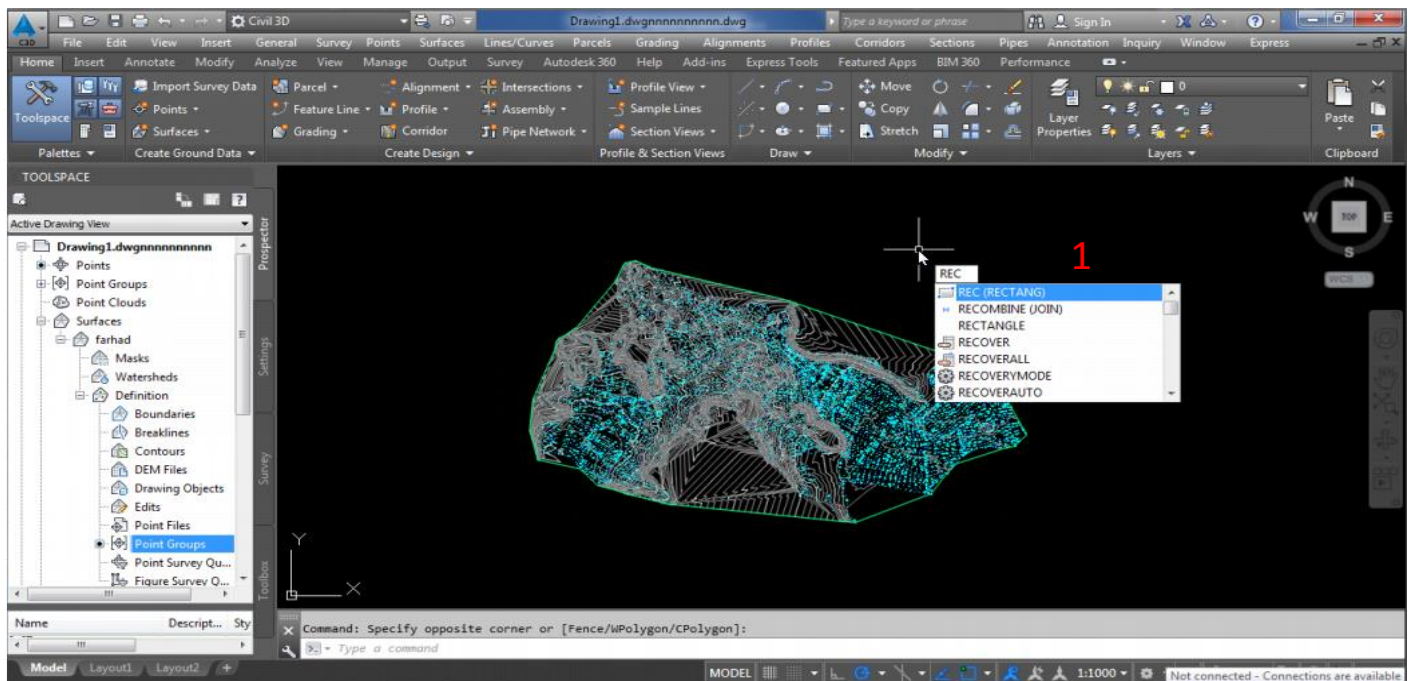 Civil 3D Drawing1.dwgnnnnnnnnnn.dwg Type a keyword or phrase Sign In
C3D File Edit View Insert General Survey Points Surfaces Lines/Curves Parcels Grading Alignments Profiles Corridors Sections Pipes Annotation Inquiry Window Express
Home Insert Annotate Modify Analyze View Manage Output Survey Autodesk 360 Help Add-ins Express Tools Featured Apps BIM 360 Performance
Import Survey Data Parcel Alignment Intersections Profile View Move 0
Toolspace Points Feature Line Profile Assembly Sample Lines Copy Layer Properties Paste
Surfaces Grading Corridor Pipe Network Section Views Stretch
Palettes Create Ground Data Create Design Profile & Section Views Draw Modify Layers Clipboard
TOOLSPACE
Active Drawing View
Drawing1.dwgnnnnnnnnnn
Points
Point Groups
Point Clouds
Surfaces
farhad
Masks
Watersheds
Definition
Boundaries
Breaklines
Contours
DEM Files
Drawing Objects
Edits
Point Files
Point Groups
Point Survey Qu...
Figure Survey Q...
Name Descript... Sty
Prospector
Settings
Survey
Toolbox
1
REC
REC (RECTANG)
RECOMBINE (JOIN)
RECTANGLE
RECOVER
RECOVERALL
RECOVERYMODE
RECOVERAUTO
N
W TOP E
S
WCS
Y
X
Command: Specify opposite corner or [Fence/WPolygon/CPolygon]:
Type a command
Model Layout1 Layout2 + MODEL 1:1000
Not connected - Connections are available